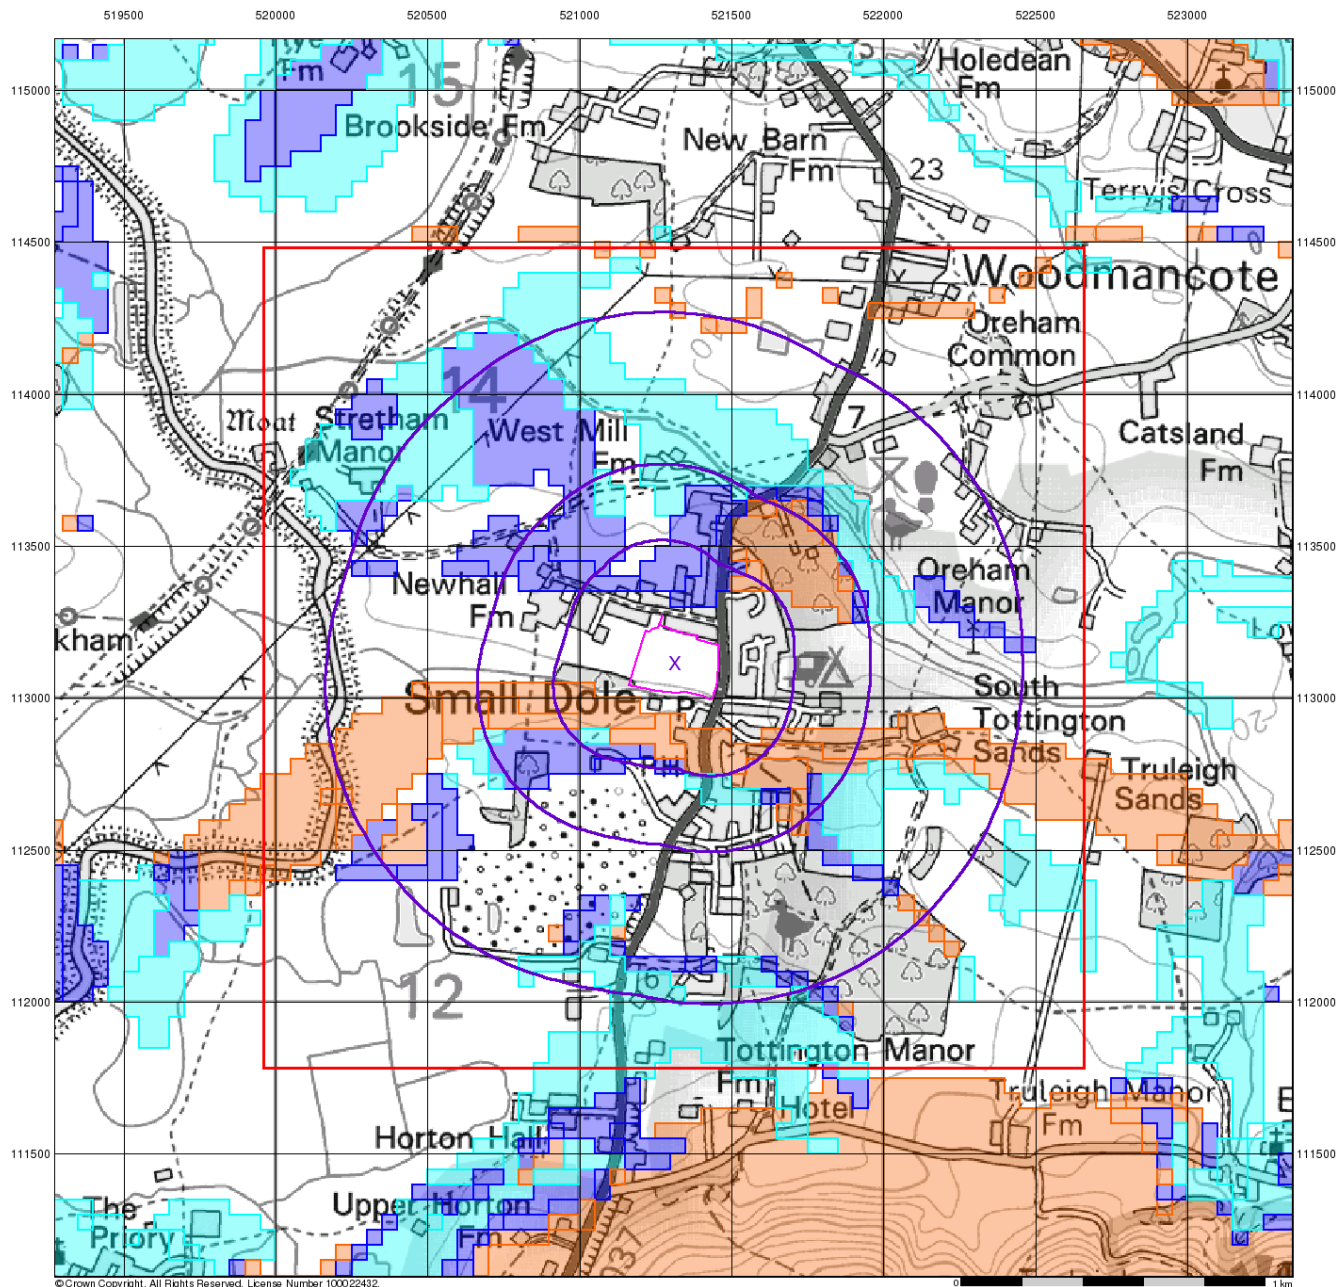 519500 520000 520500 521000 521500 522000 522500 523000
Holedean
Fm
Fm
15
115000 115000
Brookside Fm
New Barn
Fm
23
Terry's Cross
114500 114500
Woodmancote
Oreham
Common
14
114000 114000
Moat
Stretham
Manor
West Mill
Fm
7
Catsland
Fm
113500 113500
Newhall
Fm
Oreham
Manor
kham
X
113000 113000
Small Dole
P
South
Tottington
Sands
PH
Truleigh
Sands
112500 112500
12
6
112000 112000
Tottington Manor
Fm
Hotel
Truleigh Manor
Fm
E
Horton Hall
111500 111500
The
Priory
Upper Horton
Fm
037
© Crown Copyright. All Rights Reserved. License Number 100022432.
0 1 km